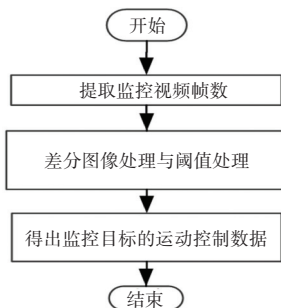 开始
提取监控视频帧数
差分图像处理与阈值处理
得出监控目标的运动控制数据
结束